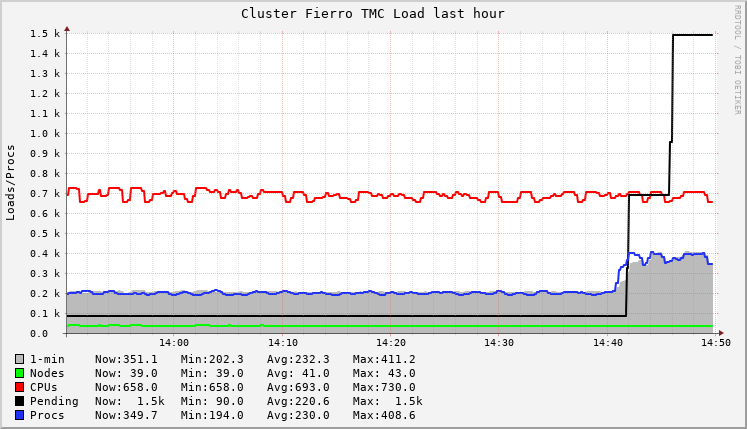 Cluster Fierro TMC Load last hour
RRDTOOL / TOBI OETIKER
Loads/Procs
1.5 k
1.4 k
1.3 k
1.2 k
1.1 k
1.0 k
0.9 k
0.8 k
0.7 k
0.6 k
0.5 k
0.4 k
0.3 k
0.2 k
0.1 k
0.0
14:00 14:10 14:20 14:30 14:40 14:50
1-min Now:351.1 Min:202.3 Avg:232.3 Max:411.2
Nodes Now: 39.0 Min: 39.0 Avg: 41.0 Max: 43.0
CPUs Now:658.0 Min:658.0 Avg:693.0 Max:730.0
Pending Now: 1.5k Min: 90.0 Avg:220.6 Max: 1.5k
Procs Now:349.7 Min:194.0 Avg:230.0 Max:408.6